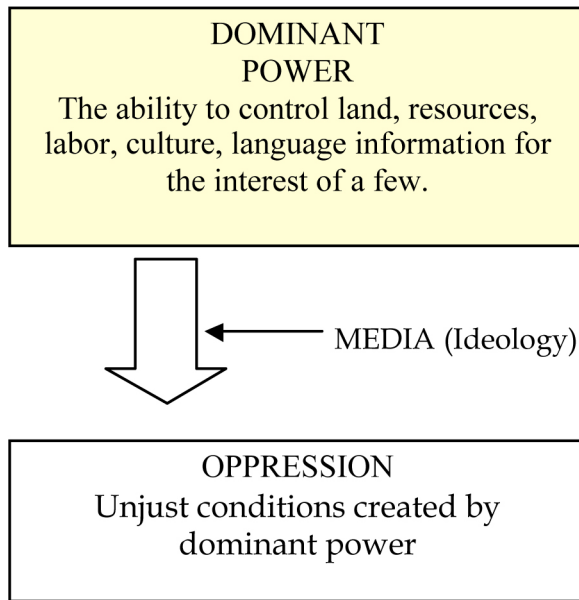 DOMINANT
POWER
The ability to control land, resources,
labor, culture, language information for
the interest of a few.
MEDIA (Ideology)
OPPRESSION
Unjust conditions created by
dominant power